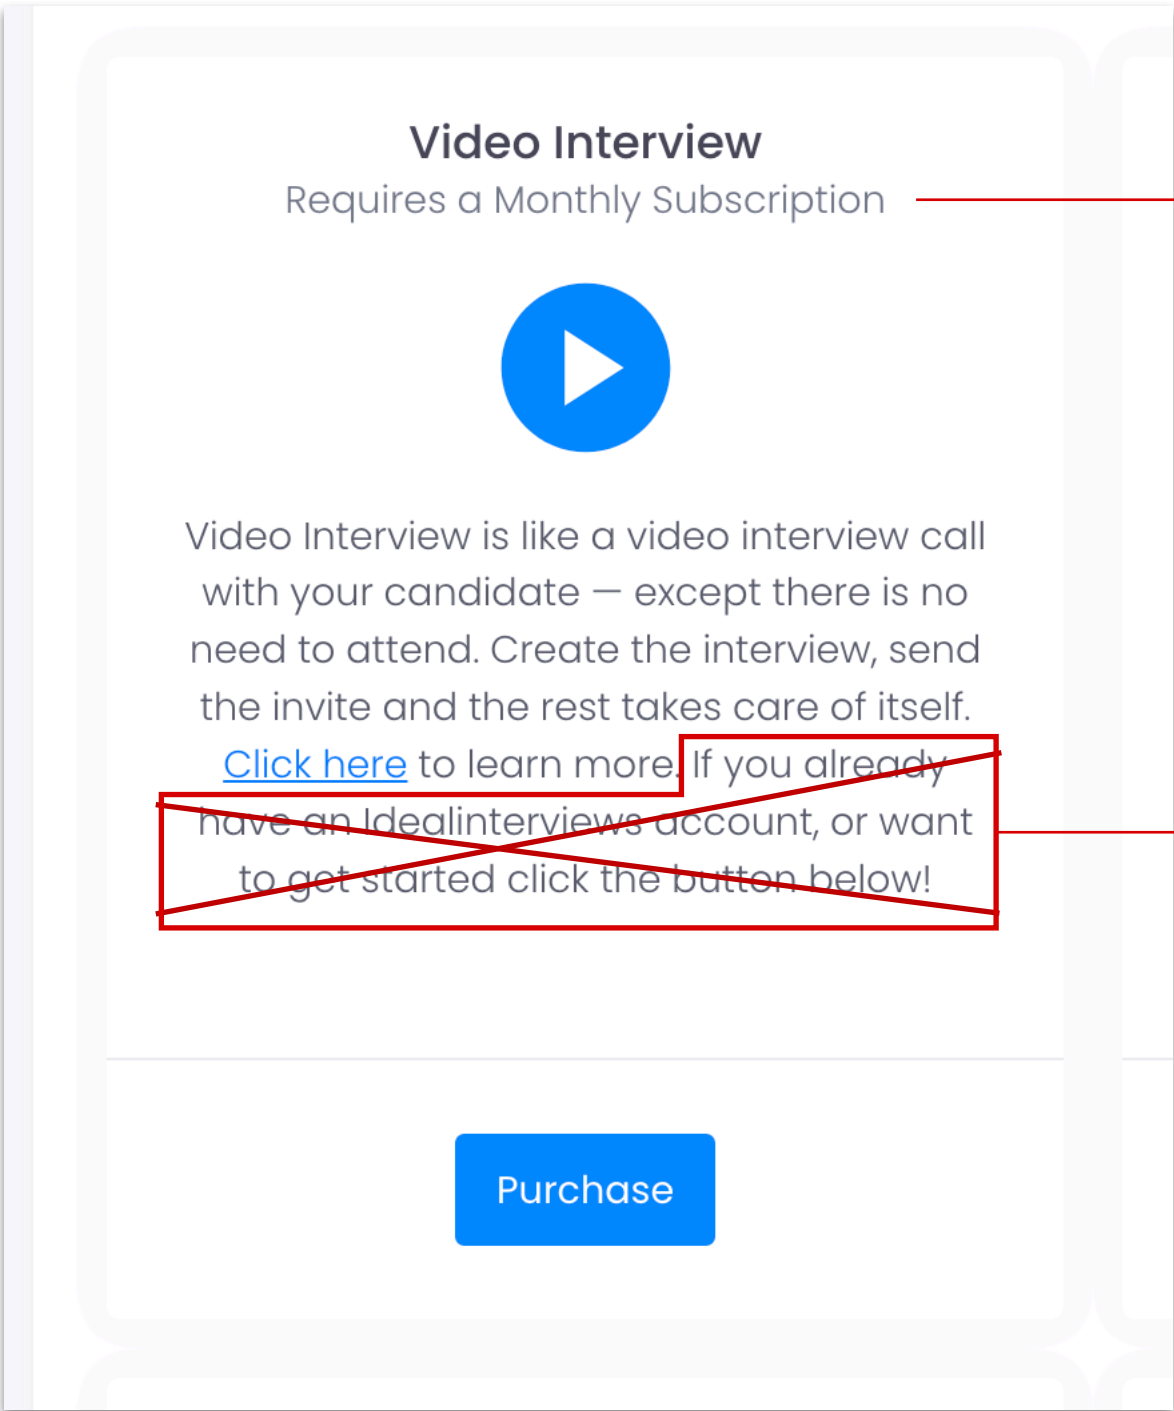 Video Interview
Requires a Monthly Subscription
Video Interview is like a video interview call
with your candidate — except there is no
need to attend. Create the interview, send
the invite and the rest takes care of itself.
Click here to learn more. If you already
have an Idealinterviews account, or want
to get started click the button below!
Purchase